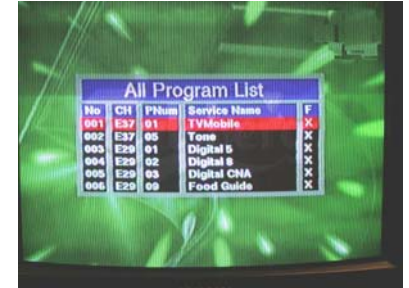 All Program List
No CH PNum Service Name F
001 E37 01 TVMobile X
002 E37 05 Tone X
003 E29 01 Digital 5 X
004 E29 02 Digital 8 X
005 E29 03 Digital CNA X
006 E29 09 Food Guide X